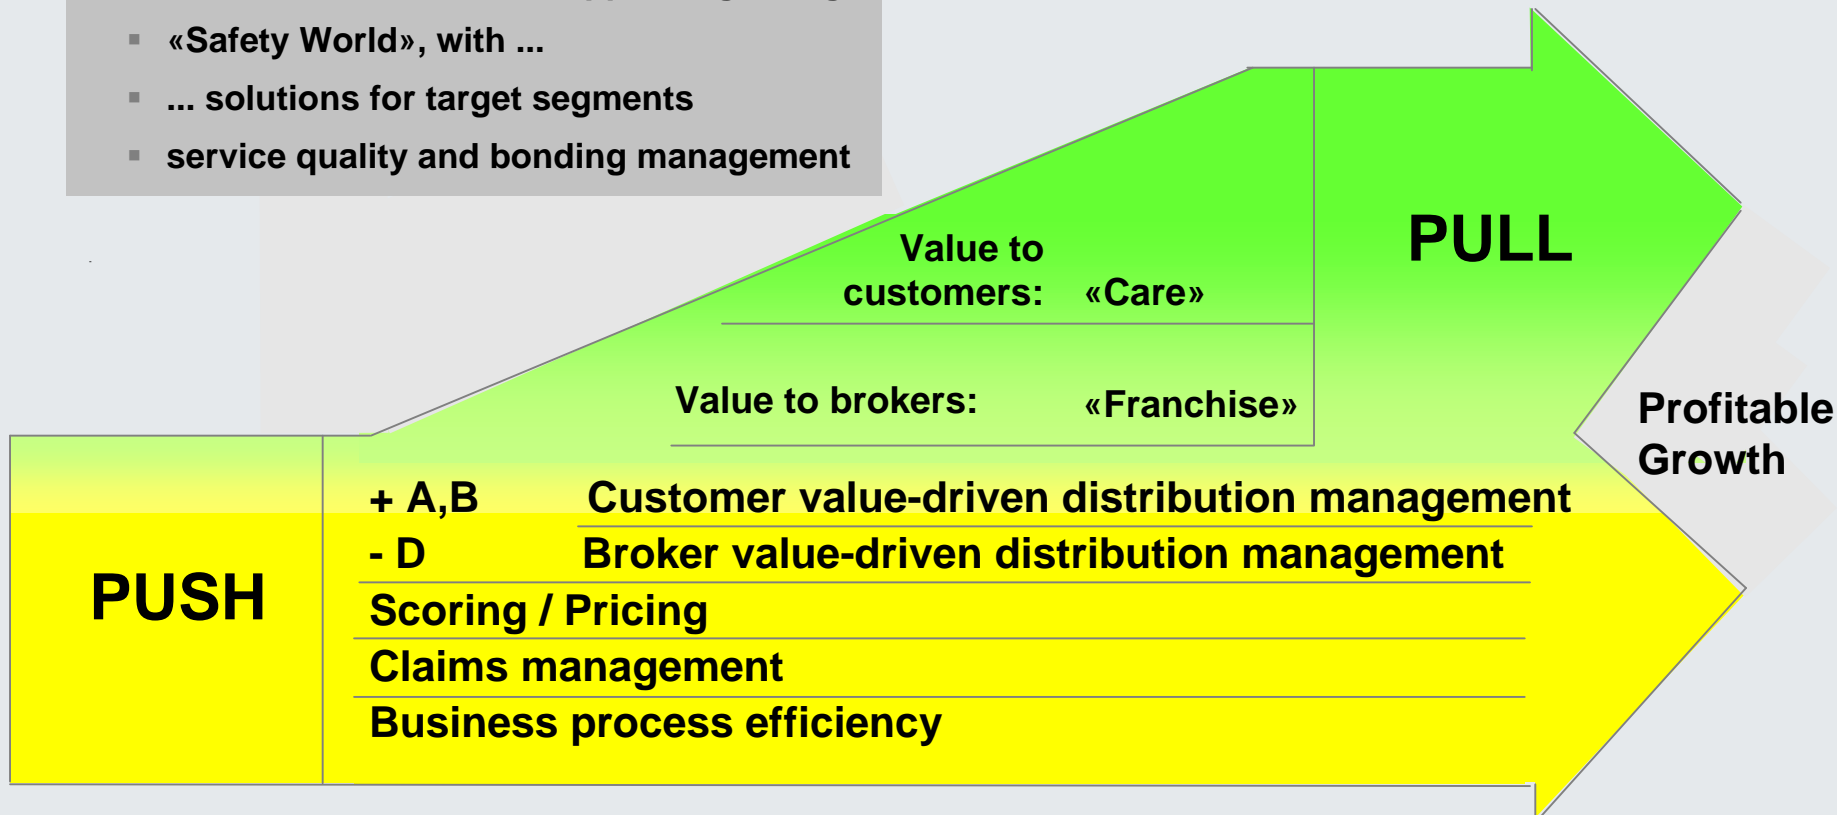 «Safety World», with ...
... solutions for target segments
service quality and bonding management
PULL
Value to
customers: «Care»
Value to brokers: «Franchise»
Profitable
Growth
PUSH
+ A,B Customer value-driven distribution management
- D Broker value-driven distribution management
Scoring / Pricing
Claims management
Business process efficiency